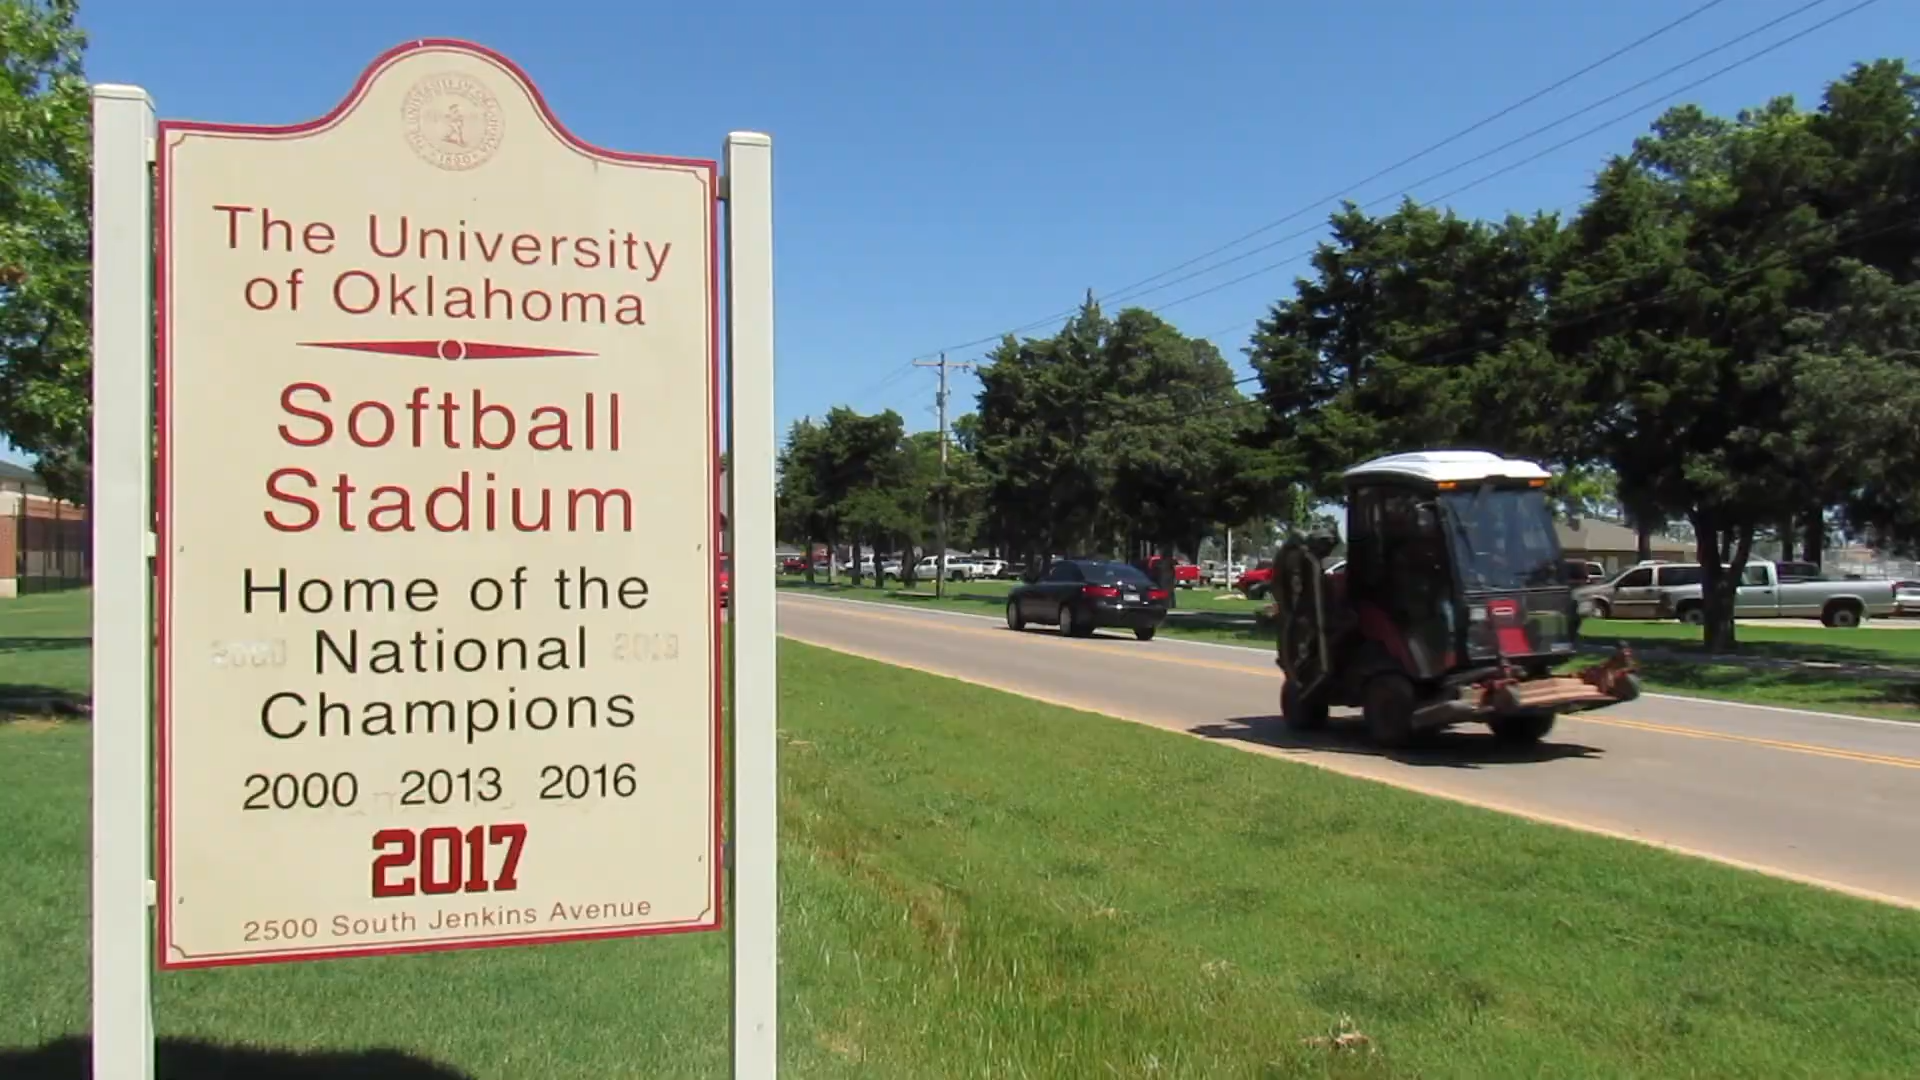 The University
of Oklahoma
Softball
Stadium
Home of the
National
Champions
2000 2013 2016
2017
2500 South Jenkins Avenue